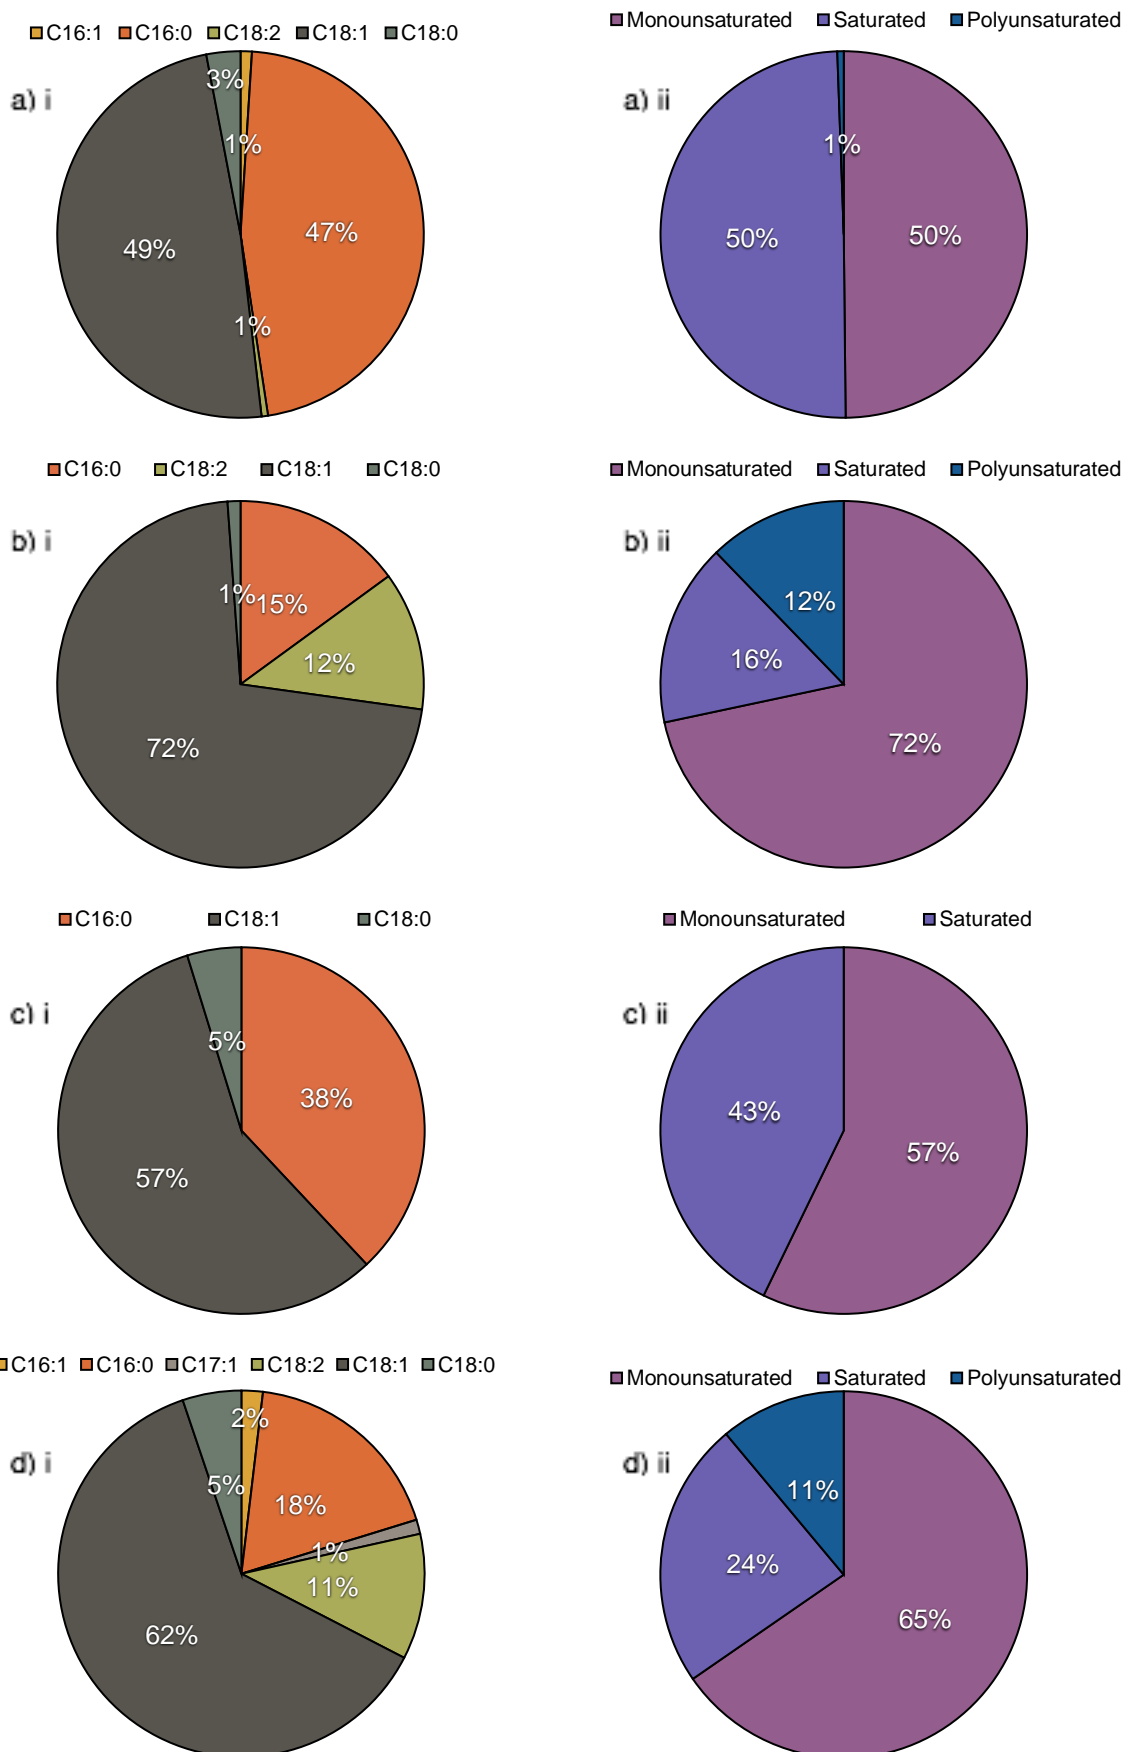 C16:1 C16:0 C18:2 C18:1 C18:0
a) i
3%
1%
47%
49%
1%
Monounsaturated Saturated Polyunsaturated
a) ii
1%
50%
50%
C16:0 C18:2 C18:1 C18:0
b) i
1%
15%
12%
72%
Monounsaturated Saturated Polyunsaturated
b) ii
12%
16%
72%
C16:0 C18:1 C18:0
c) i
5%
38%
57%
Monounsaturated Saturated
c) ii
43%
57%
C16:1 C16:0 C17:1 C18:2 C18:1 C18:0
d) i
2%
5%
18%
1%
11%
62%
Monounsaturated Saturated Polyunsaturated
d) ii
11%
24%
65%